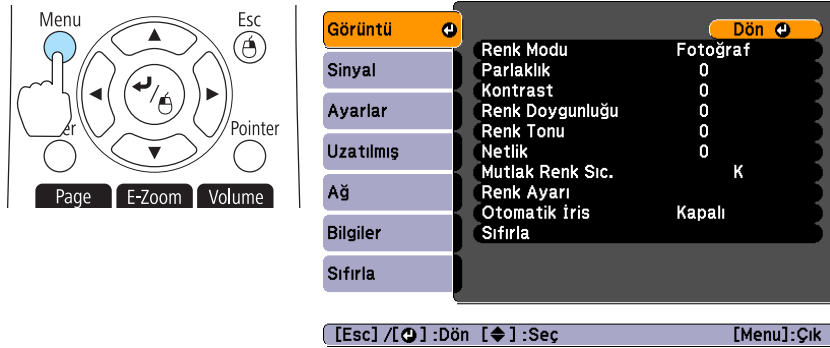 Menu
Esc
er
Pointer
Page
E-Zoom
Volume
Görüntü
Sinyal
Ayarlar
Uzatılmış
Ağ
Bilgiler
Sıfırla
Dön
Renk Modu Fotoğraf
Parlaklık 0
Kontrast 0
Renk Doygunluğu 0
Renk Tonu 0
Netlik 0
Mutlak Renk Sıc. K
Renk Ayarı
Otomatik İris Kapalı
Sıfırla
[Esc] /[ ] :Dön [ ] :Seç [Menu]:Çık